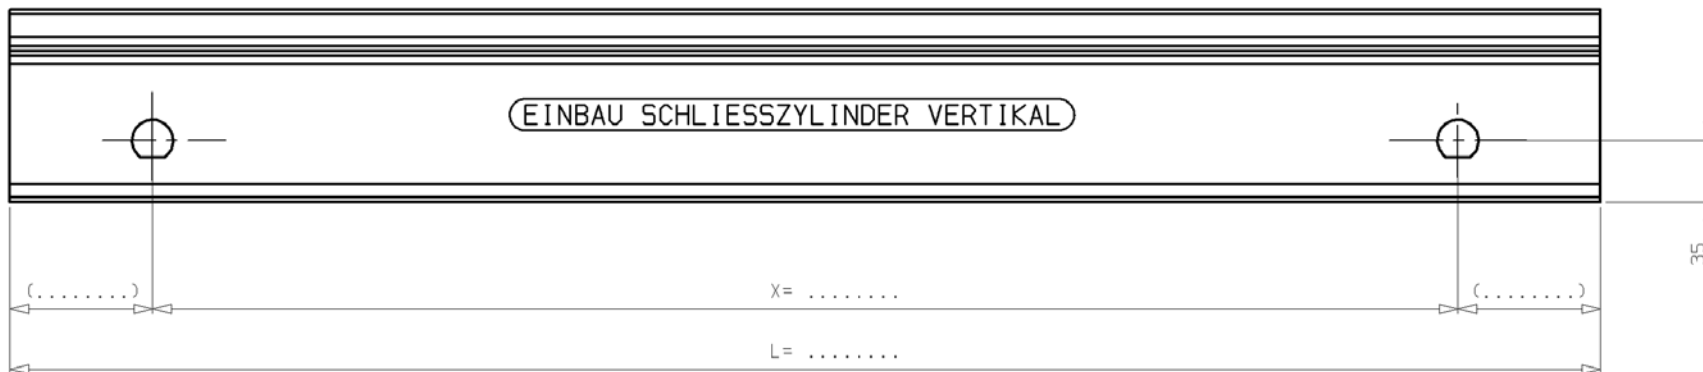 EINBAU SCHLIESSZYLINDER VERTIKAL
35
(........) X= ........ (........)
L= ........